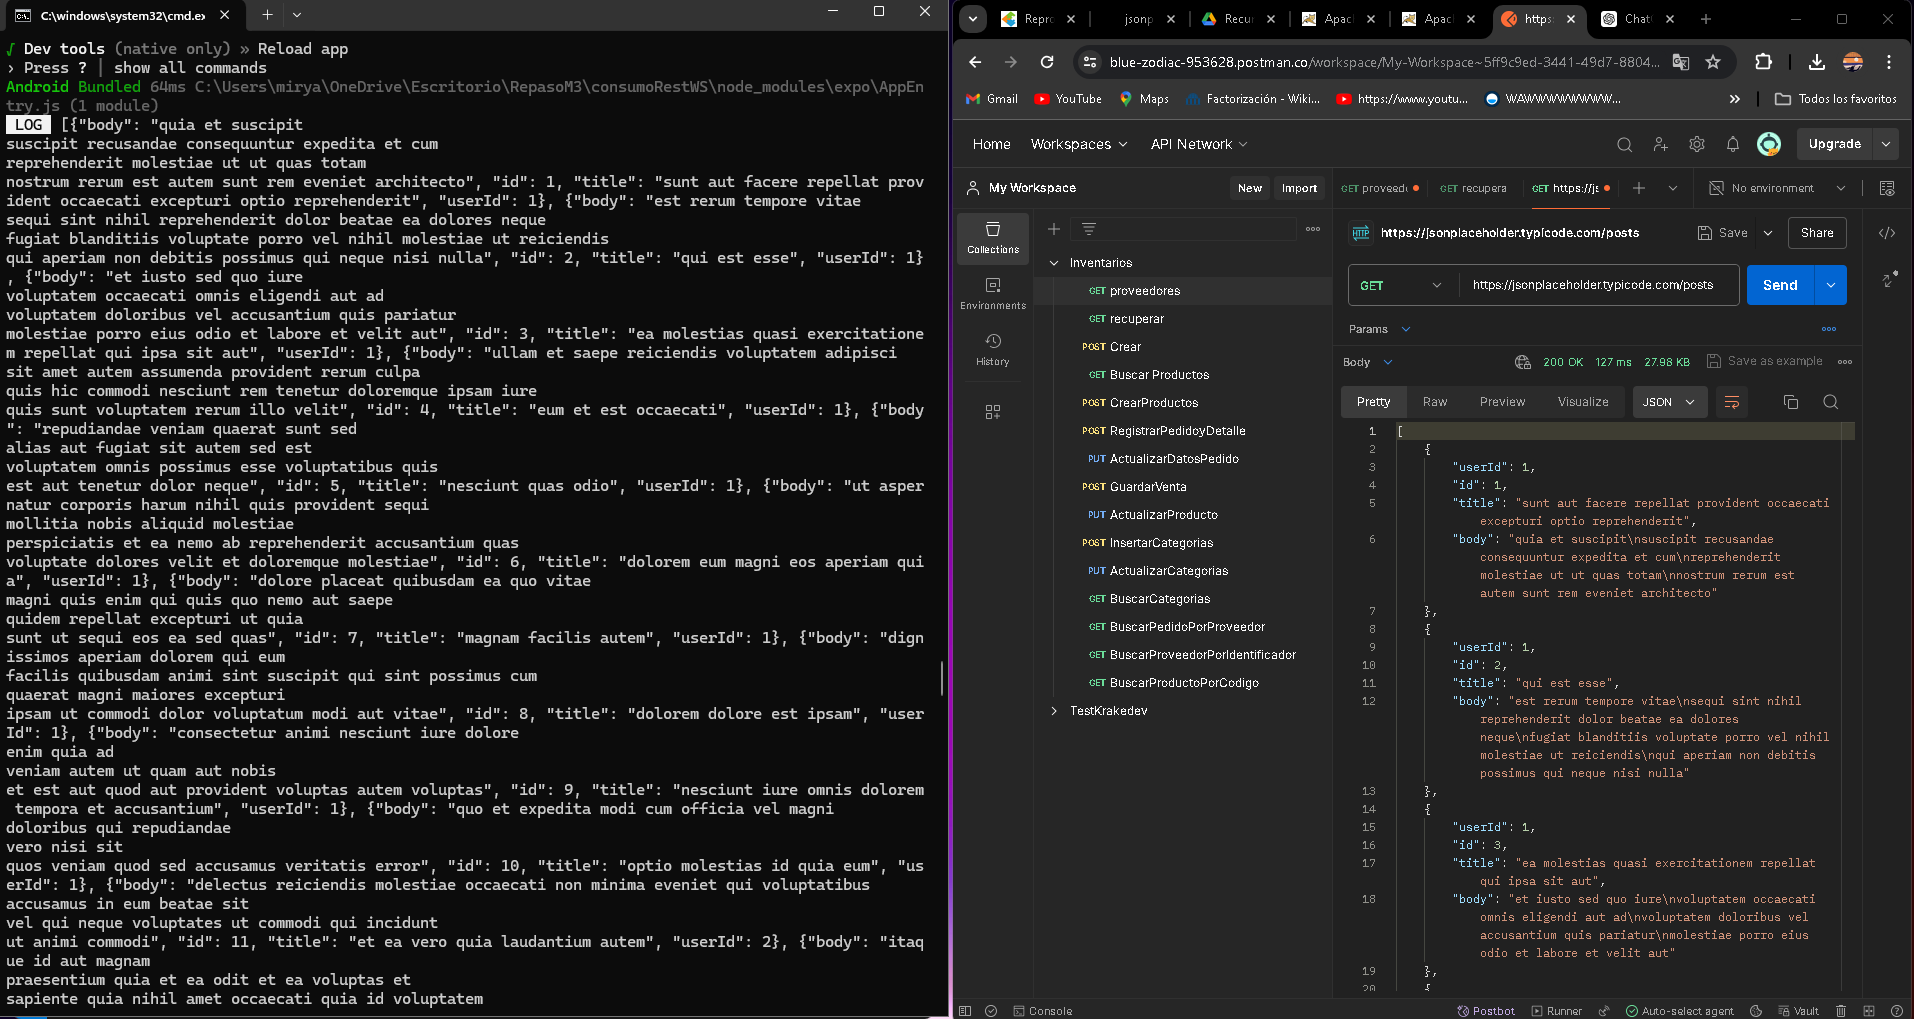 C:\windows\system32\cmd.ex
√ Dev tools (native only) » Reload app
› Press ? │ show all commands
Android Bundled 64ms C:\Users\mirya\OneDrive\Escritorio\RepasoM3\consumoRestWS\node_modules\expo\AppEn
try.js (1 module)
LOG [{"body": "quia et suscipit
suscipit recusandae consequuntur expedita et cum
reprehenderit molestiae ut ut quas totam
nostrum rerum est autem sunt rem eveniet architecto", "id": 1, "title": "sunt aut facere repellat prov
ident occaecati excepturi optio reprehenderit", "userId": 1}, {"body": "est rerum tempore vitae
sequi sint nihil reprehenderit dolor beatae ea dolores neque
fugiat blanditiis voluptate porro vel nihil molestiae ut reiciendis
qui aperiam non debitis possimus qui neque nisi nulla", "id": 2, "title": "qui est esse", "userId": 1}
, {"body": "et iusto sed quo iure
voluptatem occaecati omnis eligendi aut ad
voluptatem doloribus vel accusantium quis pariatur
molestiae porro eius odio et labore et velit aut", "id": 3, "title": "ea molestias quasi exercitatione
m repellat qui ipsa sit aut", "userId": 1}, {"body": "ullam et saepe reiciendis voluptatem adipisci
sit amet autem assumenda provident rerum culpa
quis hic commodi nesciunt rem tenetur doloremque ipsam iure
quis sunt voluptatem rerum illo velit", "id": 4, "title": "eum et est occaecati", "userId": 1}, {"body
": "repudiandae veniam quaerat sunt sed
alias aut fugiat sit autem sed est
voluptatem omnis possimus esse voluptatibus quis
est aut tenetur dolor neque", "id": 5, "title": "nesciunt quas odio", "userId": 1}, {"body": "ut asper
natur corporis harum nihil quis provident sequi
mollitia nobis aliquid molestiae
perspiciatis et ea nemo ab reprehenderit accusantium quas
voluptate dolores velit et doloremque molestiae", "id": 6, "title": "dolorem eum magni eos aperiam qui
a", "userId": 1}, {"body": "dolore placeat quibusdam ea quo vitae
magni quis enim qui quis quo nemo aut saepe
quidem repellat excepturi ut quia
sunt ut sequi eos ea sed quas", "id": 7, "title": "magnam facilis autem", "userId": 1}, {"body": "dign
issimos aperiam dolorem qui eum
facilis quibusdam animi sint suscipit qui sint possimus cum
quaerat magni maiores excepturi
ipsam ut commodi dolor voluptatum modi aut vitae", "id": 8, "title": "dolorem dolore est ipsam", "user
Id": 1}, {"body": "consectetur animi nesciunt iure dolore
enim quia ad
veniam autem ut quam aut nobis
et est aut quod aut provident voluptas autem voluptas", "id": 9, "title": "nesciunt iure omnis dolorem
tempora et accusantium", "userId": 1}, {"body": "quo et expedita modi cum officia vel magni
doloribus qui repudiandae
vero nisi sit
quos veniam quod sed accusamus veritatis error", "id": 10, "title": "optio molestias id quia eum", "us
erId": 1}, {"body": "delectus reiciendis molestiae occaecati non minima eveniet qui voluptatibus
accusamus in eum beatae sit
vel qui neque voluptates ut commodi qui incidunt
ut animi commodi", "id": 11, "title": "et ea vero quia laudantium autem", "userId": 2}, {"body": "itaq
ue id aut magnam
praesentium quia et ea odit et ea voluptas et
sapiente quia nihil amet occaecati quia id voluptatem
Repro
jsonp
Recur
Apac
Apac
https:
Chat
blue-zodiac-953628.postman.co/workspace/My-Workspace~5ff9c9ed-3441-49d7-8804...
Gmail YouTube Maps Factorización - Wiki... https://www.youtu... WAWWWWWWWW... » Todos los favoritos
Home Workspaces API Network Upgrade
My Workspace New Import GET proveed GET recupera GET https://js + No environment
Collections
Environments
History
Inventarios
GET proveedores
GET recuperar
POST Crear
GET Buscar Productos
POST CrearProductos
POST RegistrarPedidoyDetalle
PUT ActualizarDatosPedido
PUT GuardarVenta
PUT ActualizarProducto
POST InsertarCategorias
PUT ActualizarCategorias
GET BuscarCategorias
GET BuscarPedidoPorProveedor
GET BuscarProveedorPorIdentificador
GET BuscarProductoPorCodigo
TestKrakedev
HTTP https://jsonplaceholder.typicode.com/posts Save Share
GET https://jsonplaceholder.typicode.com/posts Send
Params
Body 200 OK 127 ms 27.98 KB Save as example
Pretty Raw Preview Visualize JSON
1 [
2 {
3 "userId": 1,
4 "id": 1,
5 "title": "sunt aut facere repellat provident occaecati
excepturi optio reprehenderit",
6 "body": "quia et suscipit\nsuscipit recusandae
consequuntur expedita et cum\nreprehenderit
molestiae ut ut quas totam\nnostrum rerum est
autem sunt rem eveniet architecto"
7 },
8 {
9 "userId": 1,
10 "id": 2,
11 "title": "qui est esse",
12 "body": "est rerum tempore vitae\nsequi sint nihil
reprehenderit dolor beatae ea dolores
neque\nfugiat blanditiis voluptate porro vel nihil
molestiae ut reiciendis\nqui aperiam non debitis
possimus qui neque nisi nulla"
13 },
14 {
15 "userId": 1,
16 "id": 3,
17 "title": "ea molestias quasi exercitationem repellat
qui ipsa sit aut",
18 "body": "et iusto sed quo iure\nvoluptatem occaecati
omnis eligendi aut ad\nvoluptatem doloribus vel
accusantium quis pariatur\nmolestiae porro eius
odio et labore et velit aut"
19 },
20 {
Console Postbot Runner Auto-select agent Vault